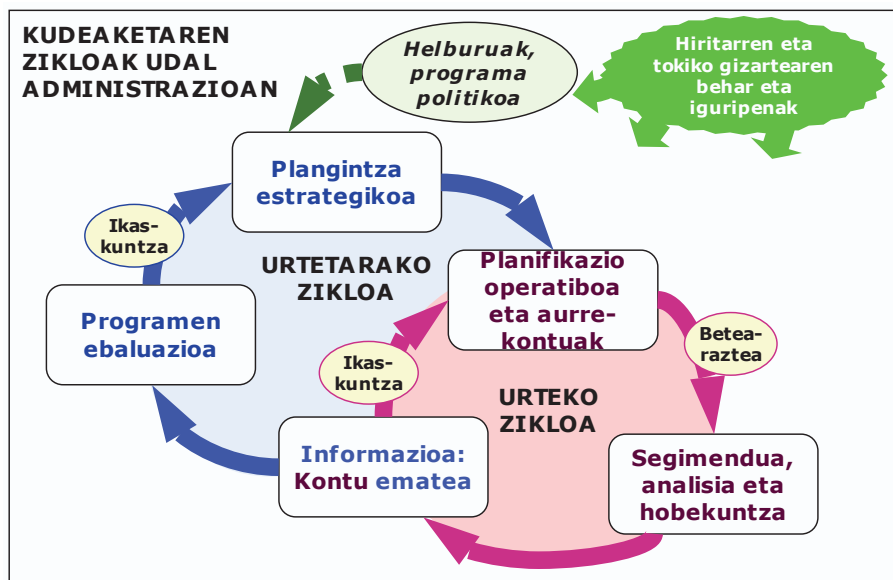 KUDEAKETAREN
ZIKLOAK UDAL
ADMINISTRAZIOAN
Helburuak,
programa
politikoa
Hiritarren eta
tokiko gizartearen
behar eta
iguripenak
Plangintza
estrategikoa
Ikas-
kuntza
URTETARAKO
ZIKLOA
Planifikazio
operatiboa
eta aurre-
kontuak
Programen
ebaluazioa
Ikas-
kuntza
Betea-
raztea
URTEKO
ZIKLOA
Informazioa:
Kontu ematea
Segimendua,
analisia eta
hobekuntza